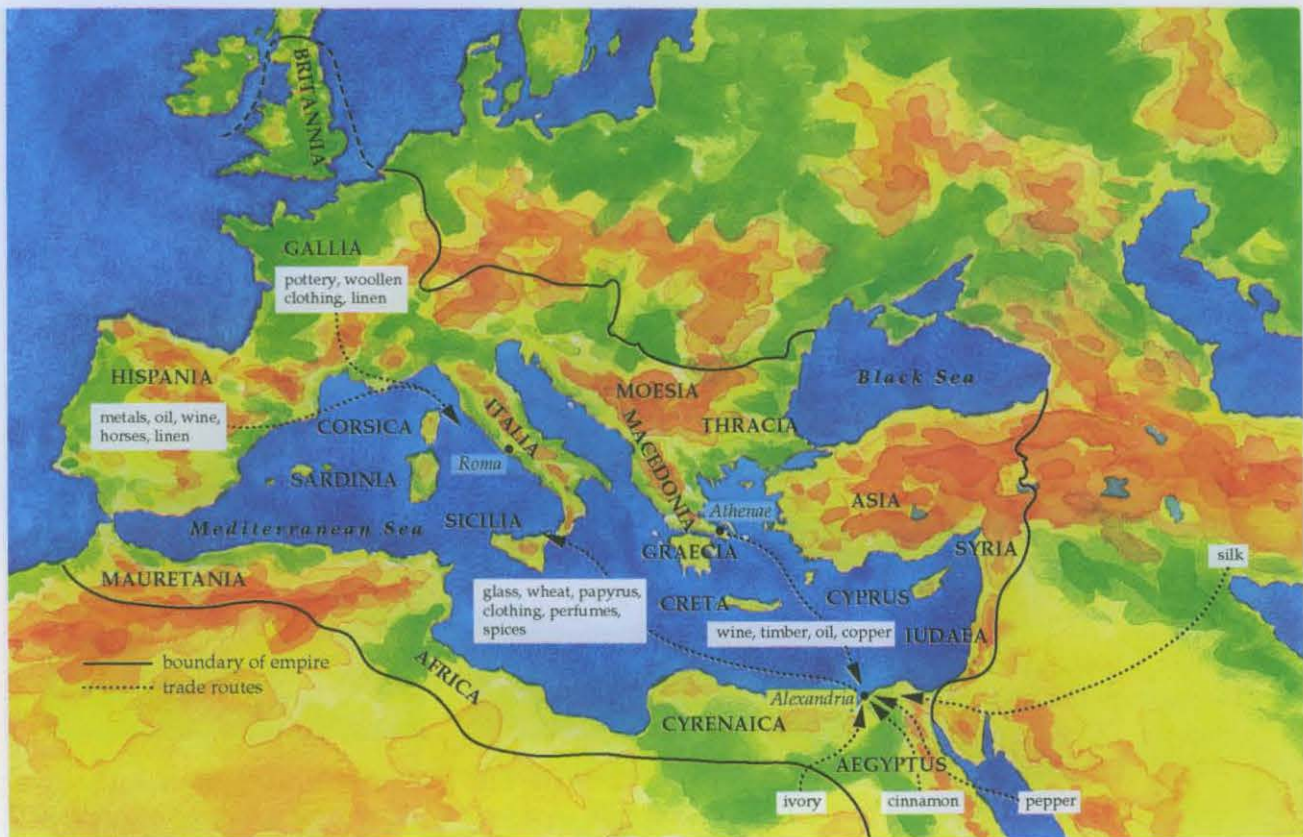 BRITANNIA
GALLIA
pottery, woollen
clothing, linen
HISPANIA
metals, oil, wine,
horses, linen
CORSICA
ITALIA
Roma
SARDINIA
Mediterranean Sea
SICILIA
MOESIA
MACEDONIA
THRACIA
Black Sea
Athenae
GRAECIA
ASIA
SYRIA
silk
MAURETANIA
glass, wheat, papyrus,
clothing, perfumes,
spices
CRETA
CYPRUS
wine, timber, oil, copper
IUDAEA
boundary of empire
trade routes
AFRICA
CYRENAICA
Alexandria
AEGYPTUS
ivory
cinnamon
pepper